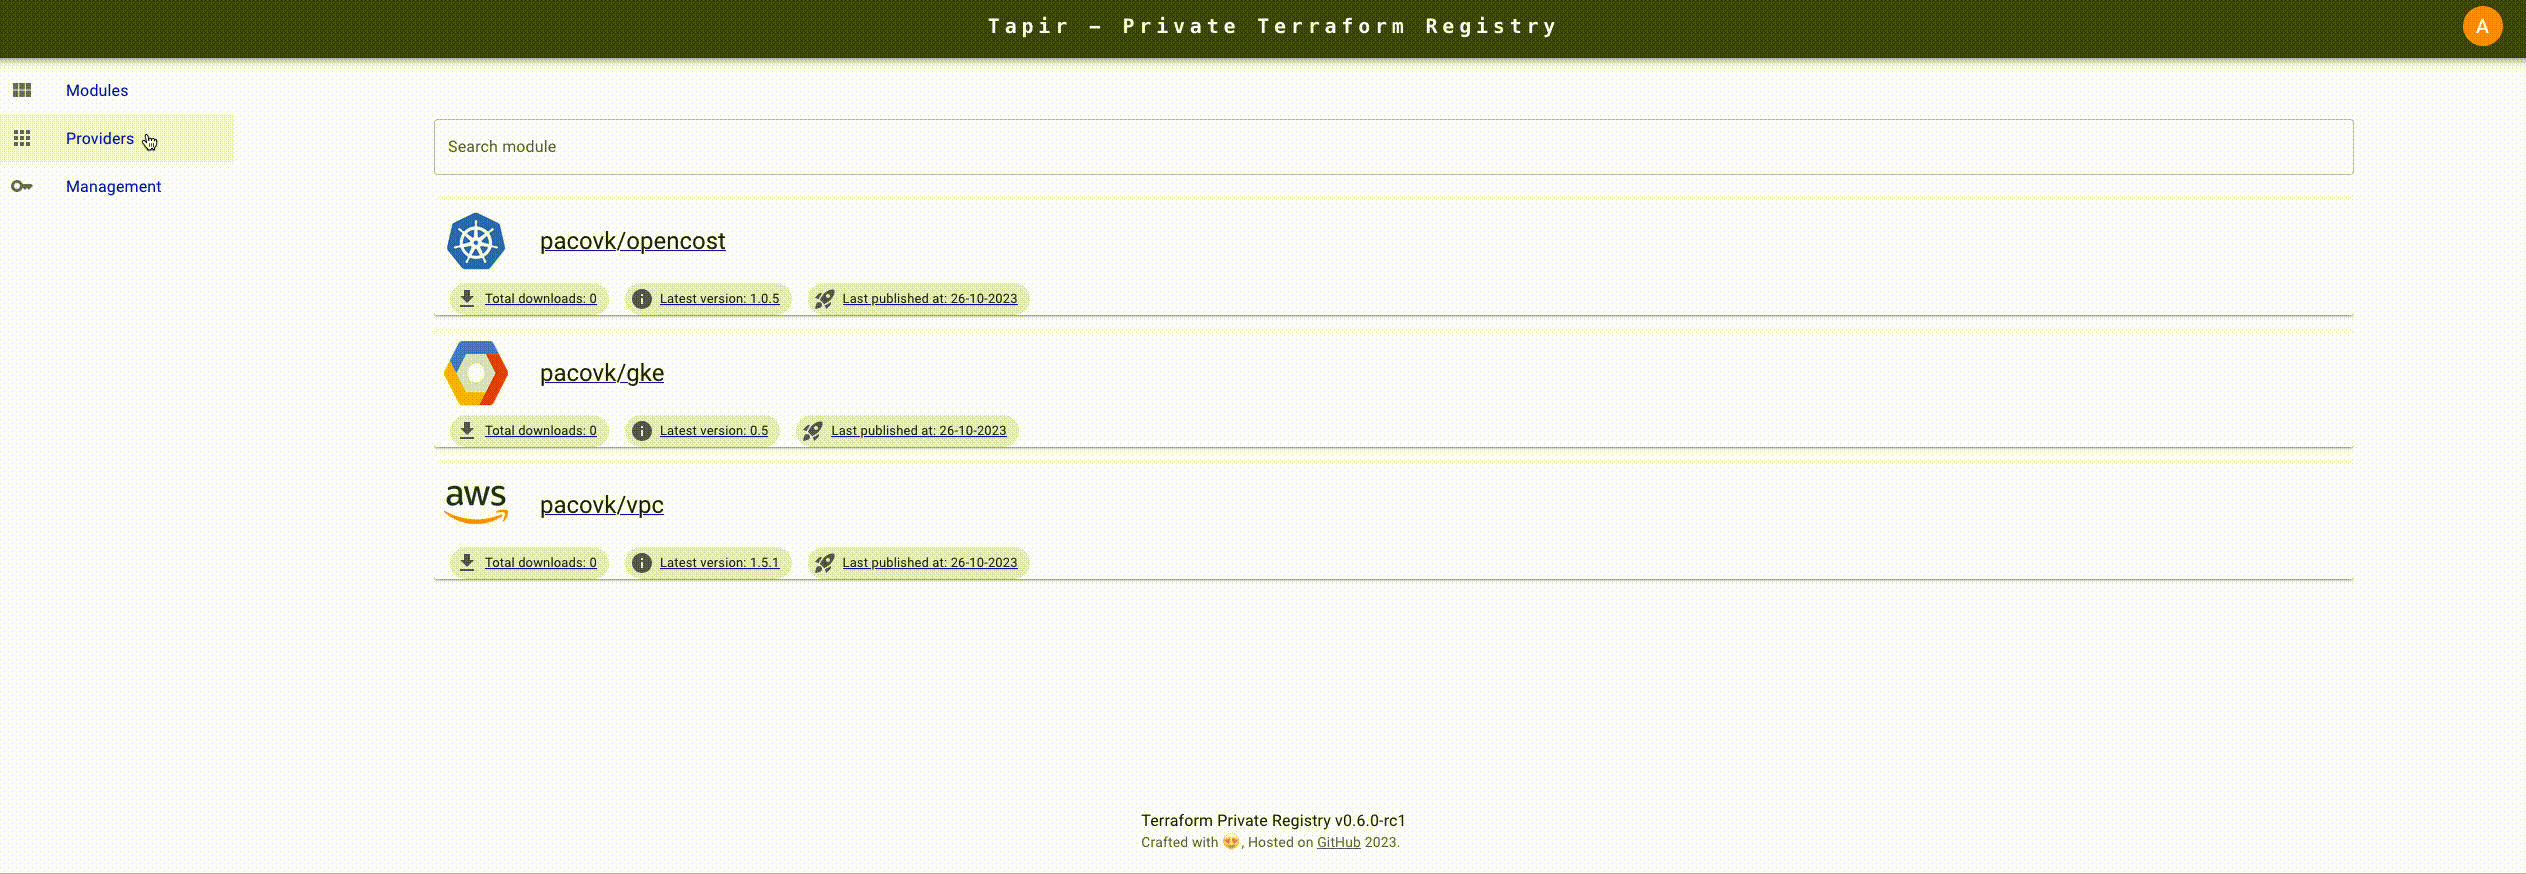 Tapir - Private Terraform Registry
A
Modules
Providers
Management
Search module
pacovk/opencost
Total downloads: 0 Latest version: 1.0.5 Last published at: 26-10-2023
pacovk/gke
Total downloads: 0 Latest version: 0.5 Last published at: 26-10-2023
aws
pacovk/vpc
Total downloads: 0 Latest version: 1.5.1 Last published at: 26-10-2023
Terraform Private Registry v0.6.0-rc1
Crafted with 😍, Hosted on GitHub 2023.